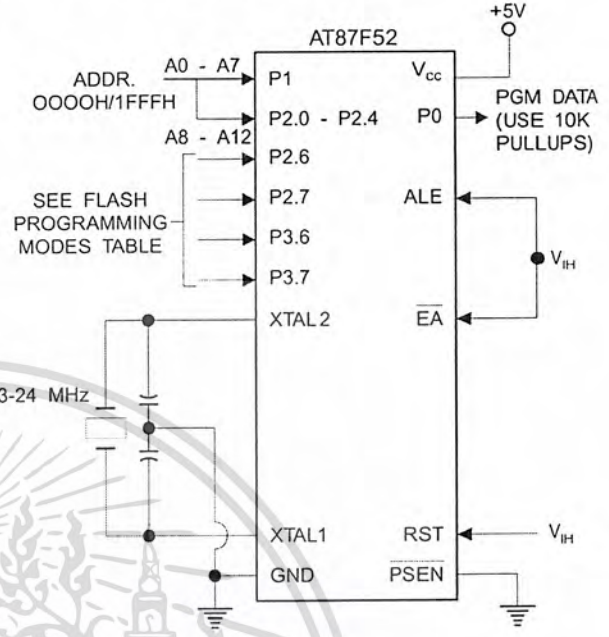 +5V
AT87F52
ADDR.
OOOOH/1FFFH
A0 - A7
P1
Vcc
P2.0 - P2.4
P0
PGM DATA
(USE 10K
PULLUPS)
A8 - A12
P2.6
SEE FLASH
PROGRAMMING
MODES TABLE
P2.7
ALE
P3.6
VIH
P3.7
XTAL2
EA
3-24 MHz
XTAL1
RST
VIH
GND
PSEN